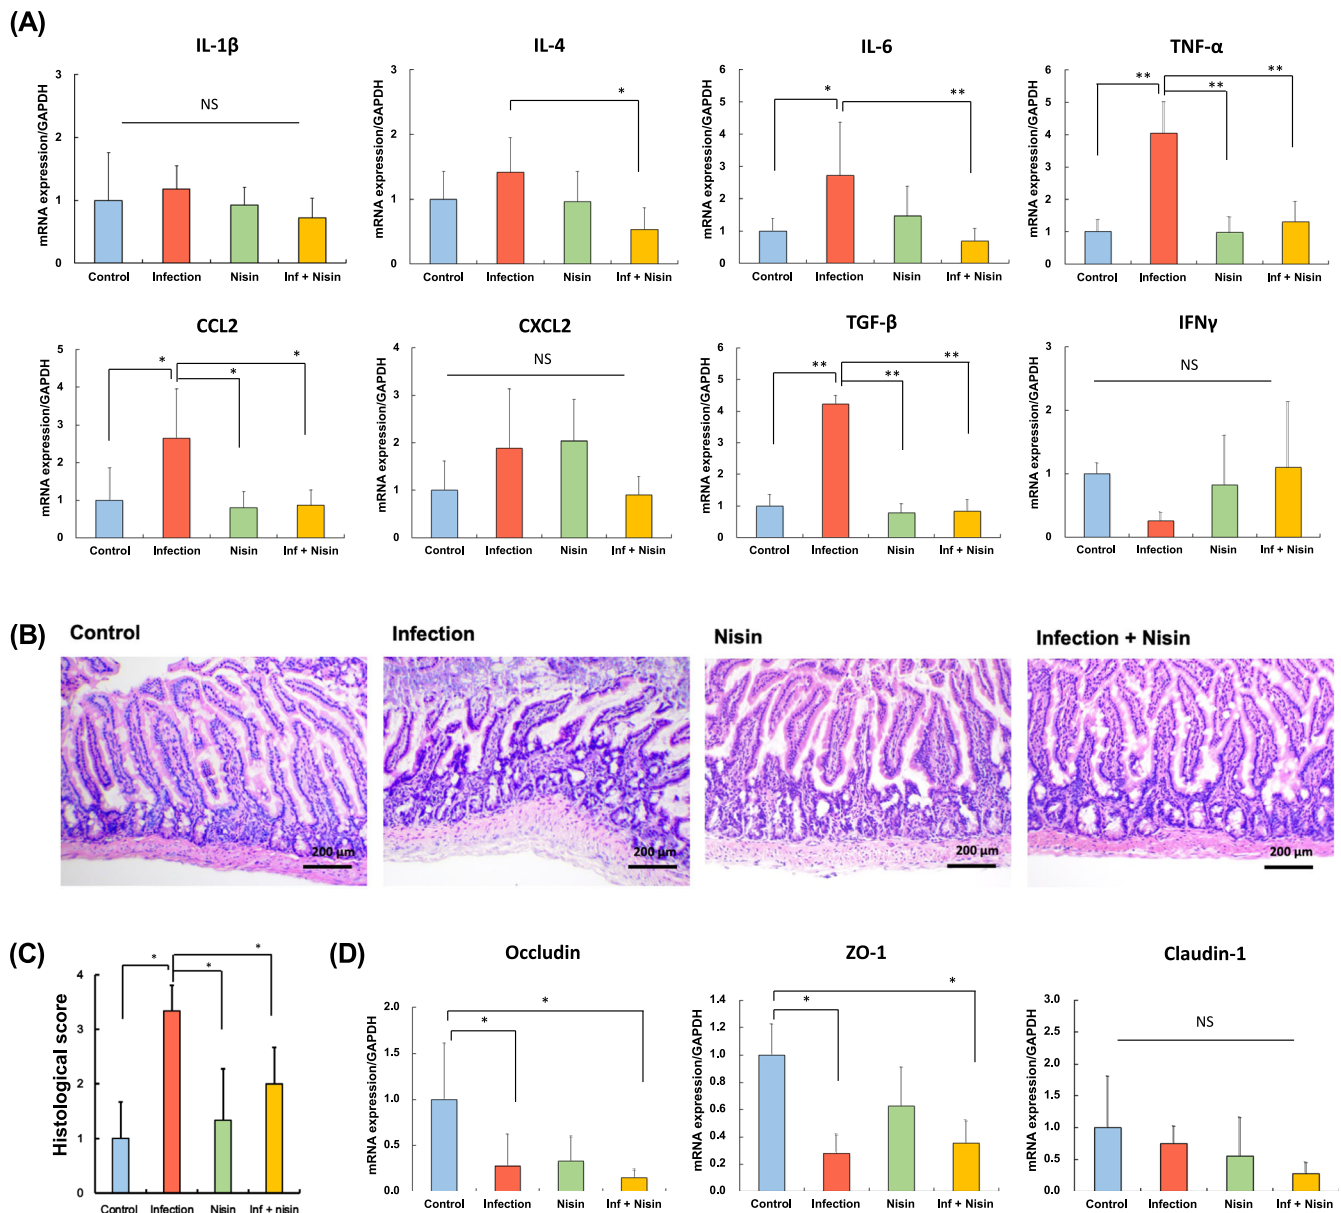 (A)
IL-1β
mRNA expression/GAPDH
3
2
1
0
NS
Control Infection Nisin Inf + Nisin
IL-4
mRNA expression/GAPDH
3
2
1
0
*
Control Infection Nisin Inf + Nisin
IL-6
mRNA expression/GAPDH
6
5
4
3
2
1
0
* **
Control Infection Nisin Inf + Nisin
TNF-α
mRNA expression/GAPDH
6
5
4
3
2
1
0
** ** **
Control Infection Nisin Inf + Nisin
CCL2
mRNA expression/GAPDH
5
4
3
2
1
0
* * *
Control Infection Nisin Inf + Nisin
CXCL2
mRNA expression/GAPDH
4
3
2
1
0
NS
Control Infection Nisin Inf + Nisin
TGF-β
mRNA expression/GAPDH
6
5
4
3
2
1
0
** ** **
Control Infection Nisin Inf + Nisin
IFNγ
mRNA expression/GAPDH
3
2
1
0
NS
Control Infection Nisin Inf + Nisin
(B)
Control
200 μm
Infection
200 μm
Nisin
200 μm
Infection + Nisin
200 μm
(C)
Histological score
4
3
2
1
0
* * *
Control Infection Nisin Inf + nisin
(D)
Occludin
mRNA expression/GAPDH
2.0
1.5
1.0
0.5
0.0
* *
Control Infection Nisin Inf + Nisin
ZO-1
mRNA expression/GAPDH
1.4
1.2
1.0
0.8
0.6
0.4
0.2
0.0
* *
Control Infection Nisin Inf + Nisin
Claudin-1
mRNA expression/GAPDH
3.0
2.5
2.0
1.5
1.0
0.5
0.0
NS
Control Infection Nisin Inf + Nisin